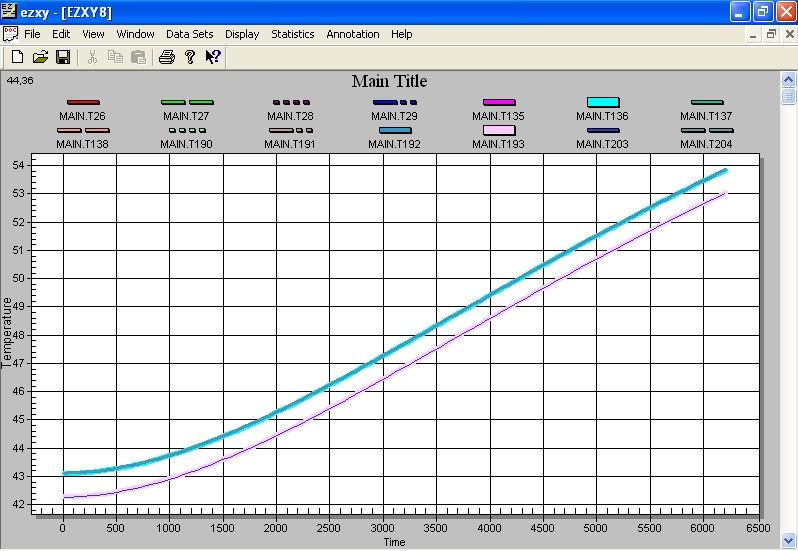 ezxy - [EZXY8]
File Edit View Window Data Sets Display Statistics Annotation Help
44,36
Main Title
MAIN.T26 MAIN.T27 MAIN.T28 MAIN.T29 MAIN.T135 MAIN.T136 MAIN.T137
MAIN.T138 MAIN.T190 MAIN.T191 MAIN.T192 MAIN.T193 MAIN.T203 MAIN.T204
54
53
52
51
50
49
48
47
46
45
44
43
42
Temperature
0 500 1000 1500 2000 2500 3000 3500 4000 4500 5000 5500 6000 6500
Time